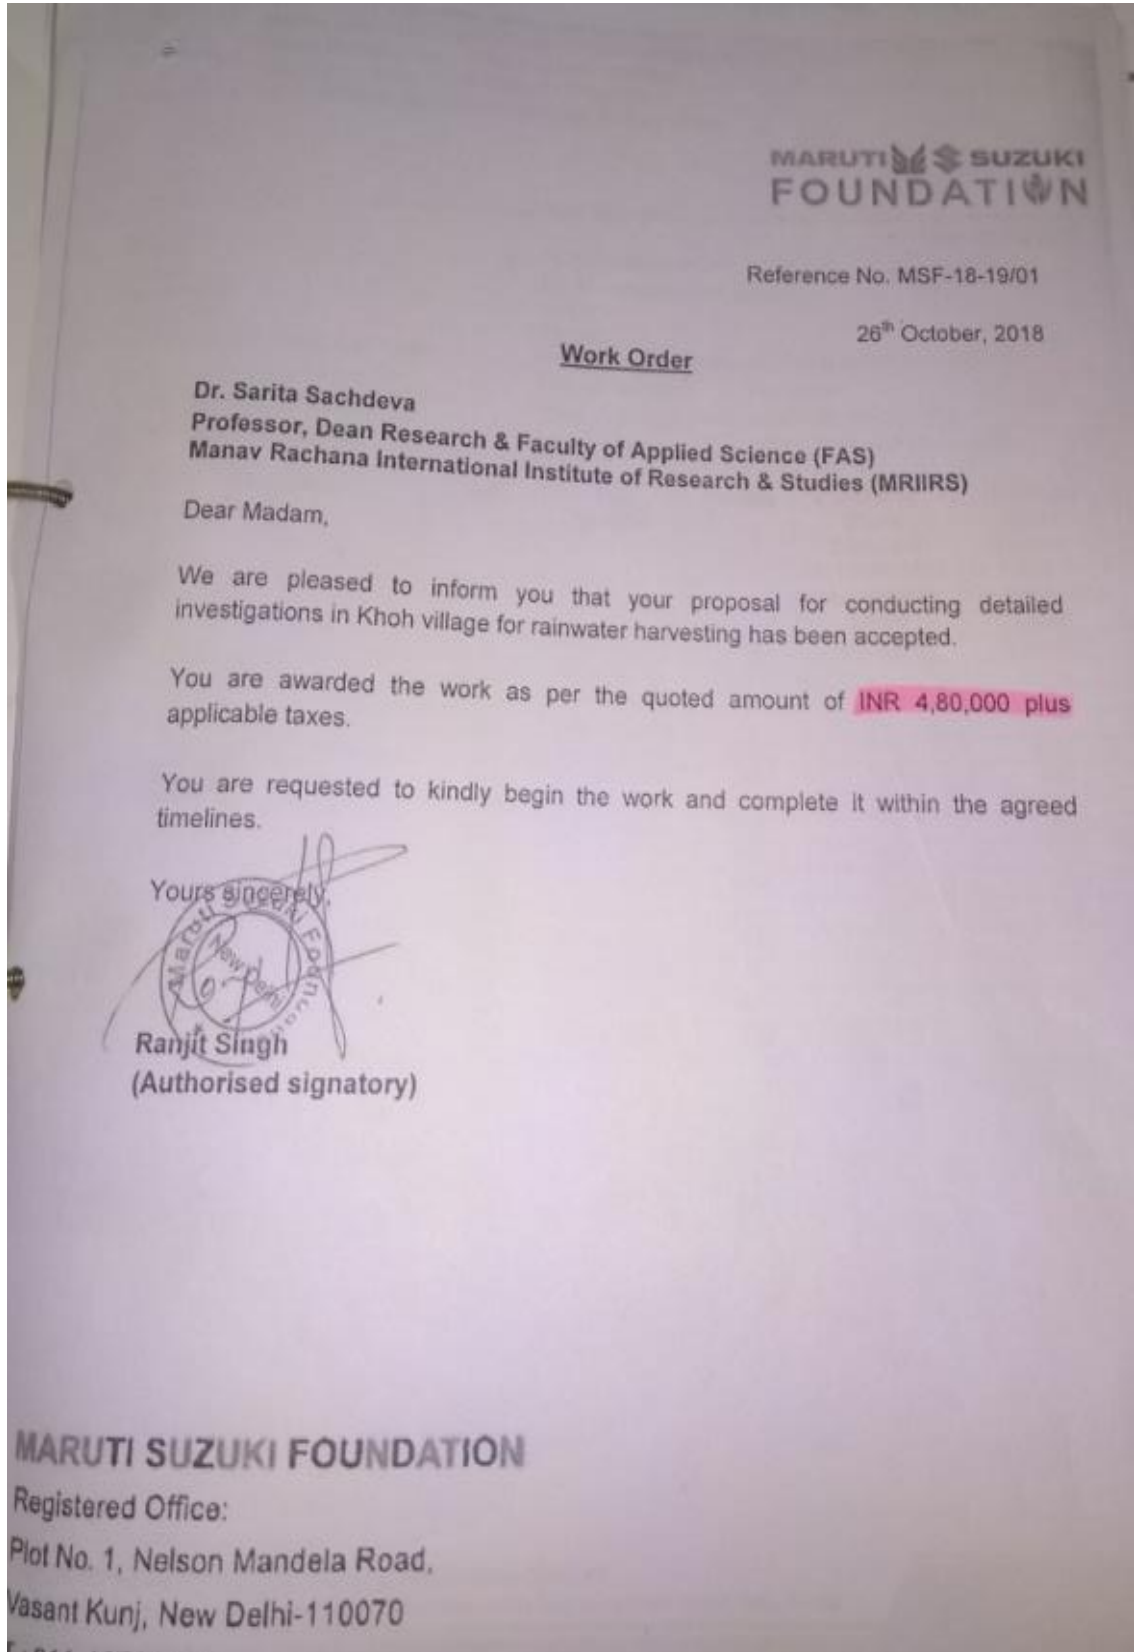 MARUTI SUZUKI
FOUNDATION
Reference No. MSF-18-19/01
26th October, 2018
Work Order
Dr. Sarita Sachdeva
Professor, Dean Research & Faculty of Applied Science (FAS)
Manav Rachana International Institute of Research & Studies (MRIIRS)
Dear Madam,
We are pleased to inform you that your proposal for conducting detailed
investigations in Khoh village for rainwater harvesting has been accepted.
You are awarded the work as per the quoted amount of INR 4,80,000 plus
applicable taxes.
You are requested to kindly begin the work and complete it within the agreed
timelines.
Yours sincerely,
Maruti Suzuki Foundation
New Delhi
Ranjit Singh
(Authorised signatory)
MARUTI SUZUKI FOUNDATION
Registered Office:
Plot No. 1, Nelson Mandela Road,
Vasant Kunj, New Delhi-110070